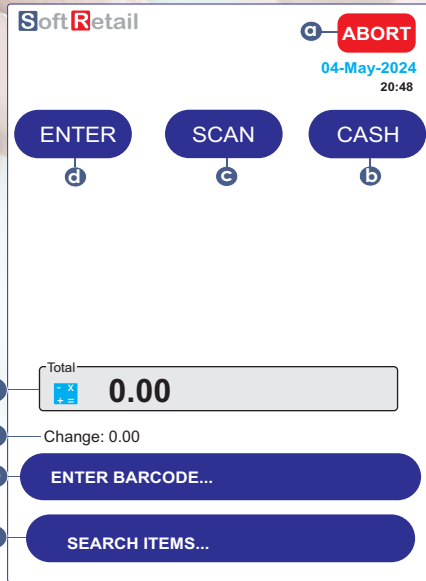 SoftRetail
a ABORT
04-May-2024
20:48
ENTER SCAN CASH
d c b
Total
- x
+ =
0.00
Change: 0.00
ENTER BARCODE...
SEARCH ITEMS...